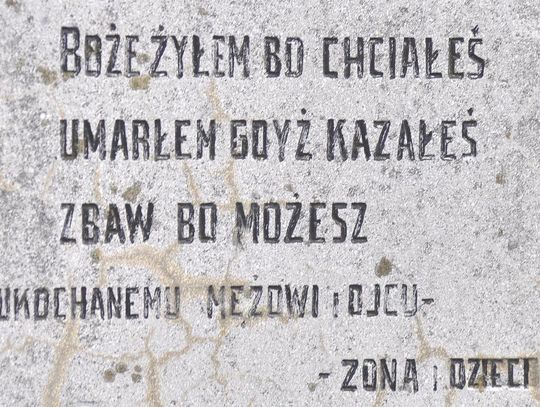 BOŻE ŻYŁEM BO CHCIAŁEŚ
UMARŁEM GDYŻ KAZAŁEŚ
ZBAW BO MOŻESZ
UKOCHANEMU MĘŻOWI i OJCU-
- ŻONA i DZIECI